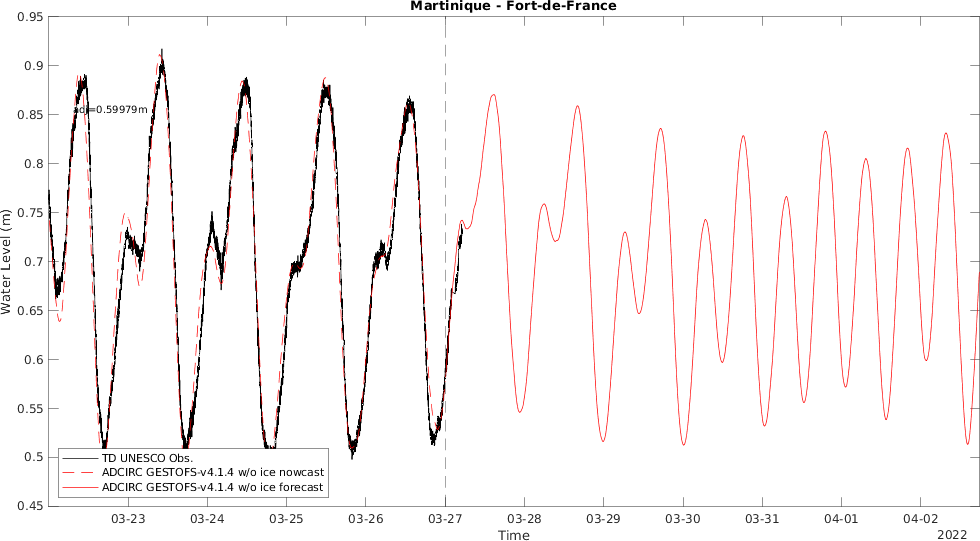 Martinique - Fort-de-France
0.95
0.9
0.85
0.8
0.75
0.7
0.65
0.6
0.55
0.5
0.45
Water Level (m)
adj=0.59979m
TD UNESCO Obs.
ADCIRC GESTOFS-v4.1.4 w/o ice nowcast
ADCIRC GESTOFS-v4.1.4 w/o ice forecast
03-23 03-24 03-25 03-26 03-27 03-28 03-29 03-30 03-31 04-01 04-02
Time
2022